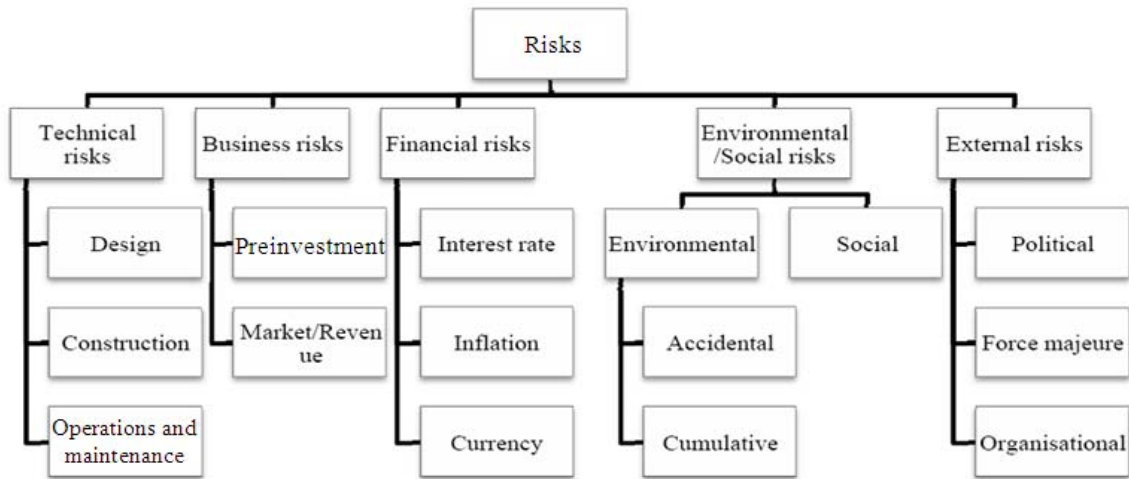 Risks
Technical
risks
Business risks
Financial risks
Environmental
/Social risks
External risks
Design
Preinvestment
Interest rate
Environmental
Social
Political
Construction
Market/Reven
ue
Inflation
Accidental
Force majeure
Operations and
maintenance
Currency
Cumulative
Organisational